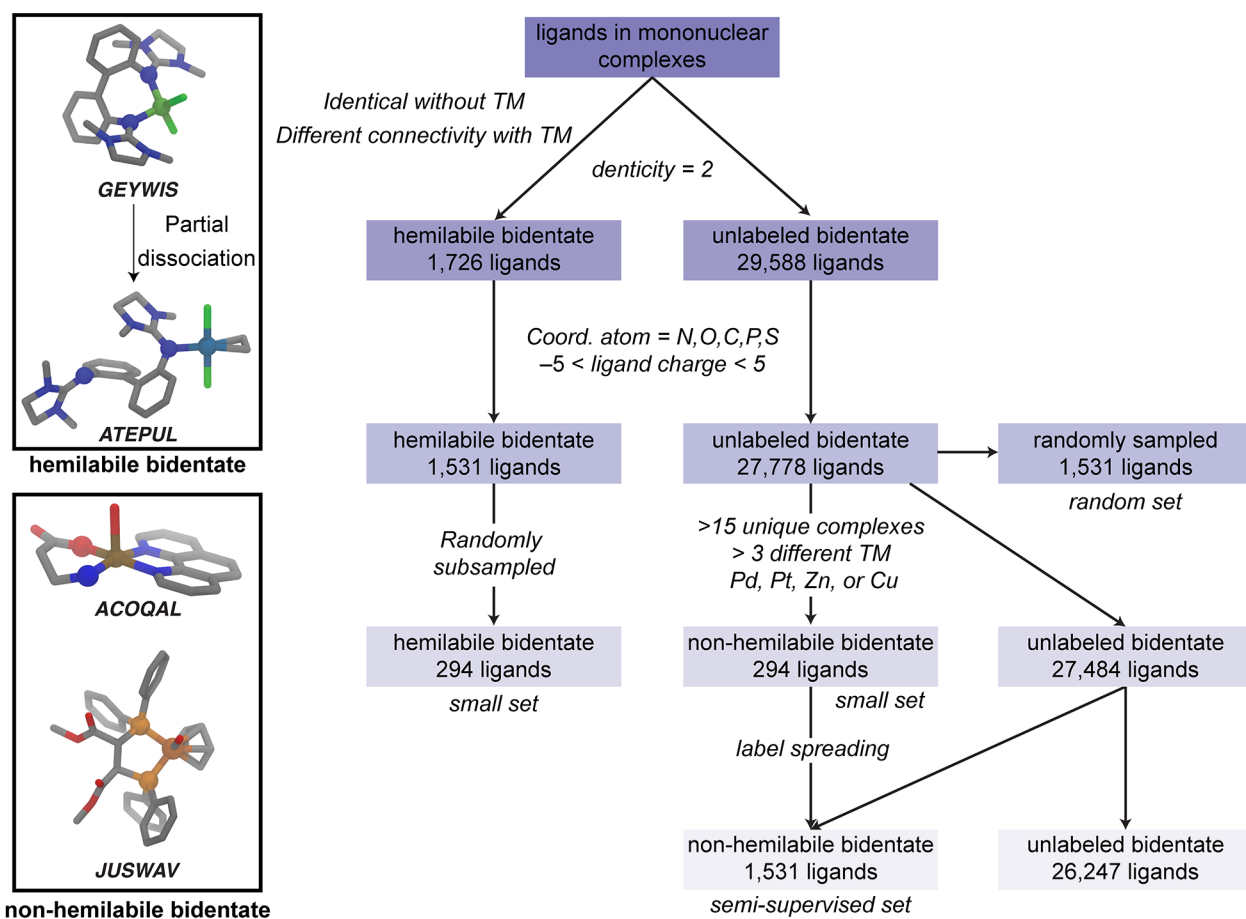 GEYWIS
Partial
dissociation
ATEPUL
hemilabile bidentate
ACOQAL
JUSWAV
non-hemilabile bidentate
ligands in mononuclear
complexes
Identical without TM
Different connectivity with TM
denticity = 2
hemilabile bidentate
1,726 ligands
unlabeled bidentate
29,588 ligands
Coord. atom = N,O,C,P,S
–5 < ligand charge < 5
hemilabile bidentate
1,531 ligands
unlabeled bidentate
27,778 ligands
randomly sampled
1,531 ligands
random set
Randomly
subsampled
>15 unique complexes
> 3 different TM
Pd, Pt, Zn, or Cu
hemilabile bidentate
294 ligands
small set
non-hemilabile bidentate
294 ligands
small set
unlabeled bidentate
27,484 ligands
label spreading
non-hemilabile bidentate
1,531 ligands
semi-supervised set
unlabeled bidentate
26,247 ligands